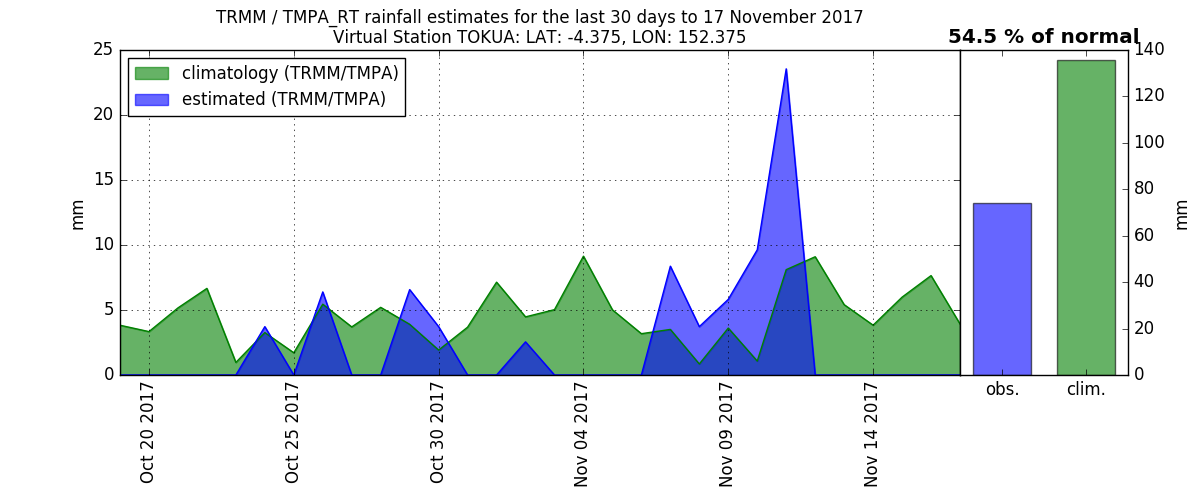 TRMM / TMPA_RT rainfall estimates for the last 30 days to 17 November 2017
Virtual Station TOKUA: LAT: -4.375, LON: 152.375
54.5 % of normal
climatology (TRMM/TMPA)
estimated (TRMM/TMPA)
25
20
15
10
5
0
mm
Oct 20 2017
Oct 25 2017
Oct 30 2017
Nov 04 2017
Nov 09 2017
Nov 14 2017
140
120
100
80
60
40
20
0
mm
obs.
clim.